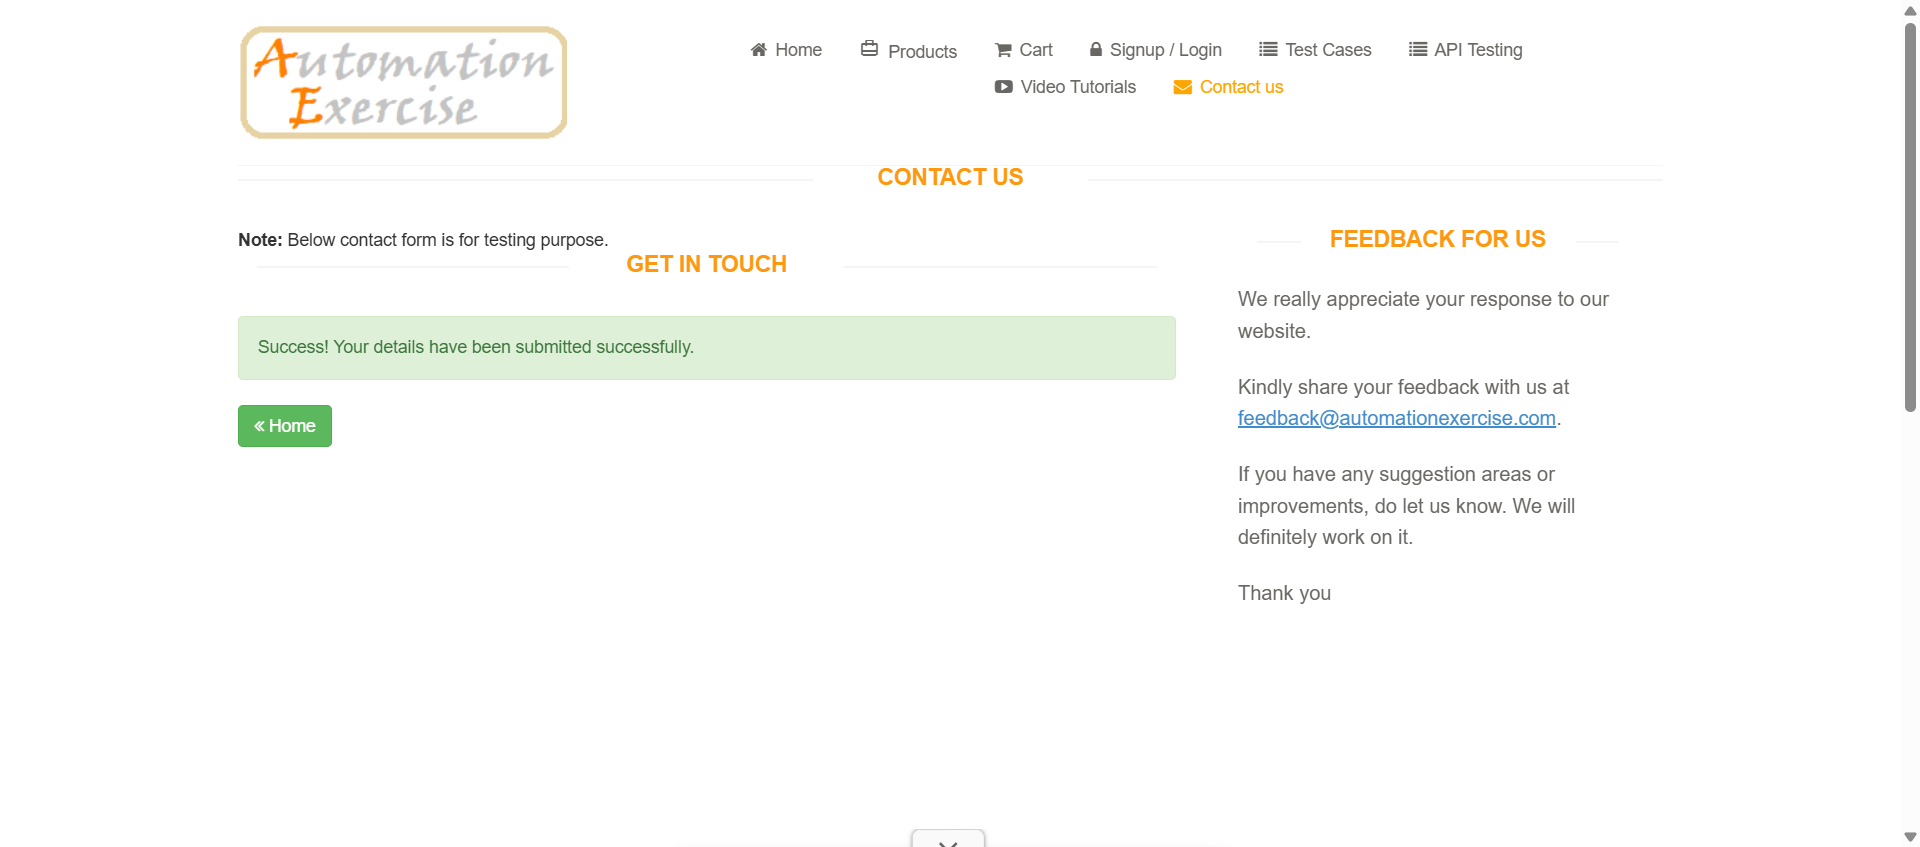 Automation
Exercise
Home
Products
Cart
Signup / Login
Test Cases
API Testing
Video Tutorials
Contact us
CONTACT US
Note: Below contact form is for testing purpose.
GET IN TOUCH
Success! Your details have been submitted successfully.
« Home
FEEDBACK FOR US
We really appreciate your response to our
website.
Kindly share your feedback with us at
feedback@automationexercise.com.
If you have any suggestion areas or
improvements, do let us know. We will
definitely work on it.
Thank you